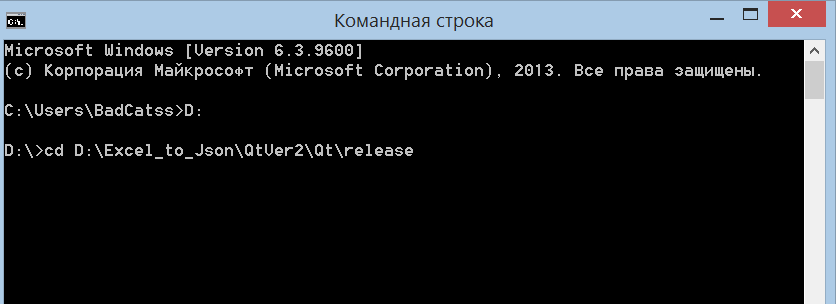 Командная строка
Microsoft Windows [Version 6.3.9600]
(c) Корпорация Майкрософт (Microsoft Corporation), 2013. Все права защищены.
C:\Users\BadCatss>D:
D:\>cd D:\Excel_to_Json\QtVer2\Qt\release